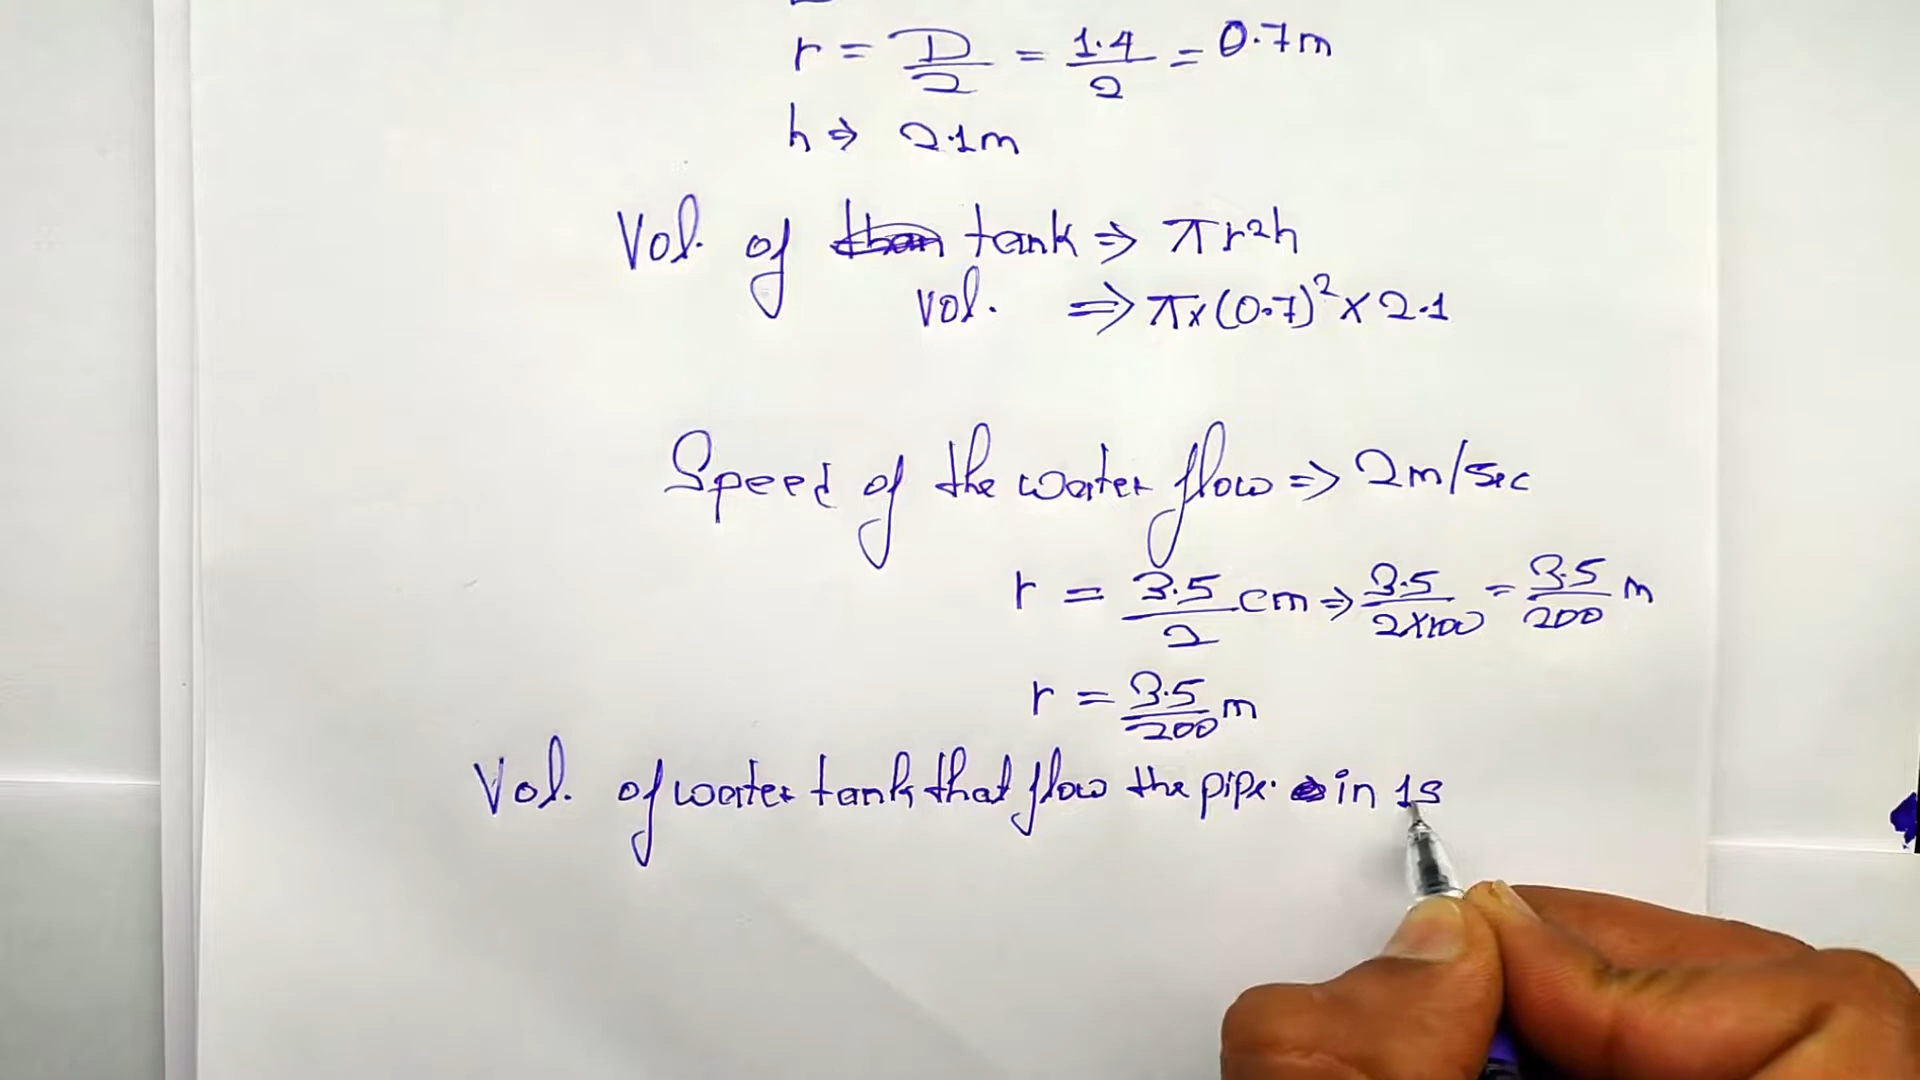 r = D/2 = 1.4/2 = 0.7m
h ⇒ 2.1m
Vol. of tank ⇒ πr²h
Vol. ⇒ π×(0.7)²×2.1
Speed of the water flow ⇒ 2m/sec
r = 3.5/2 cm ⇒ 3.5/2×100 = 3.5/200 m
r = 3.5/200 m
Vol. of water tank that flow the pipe. in 1s